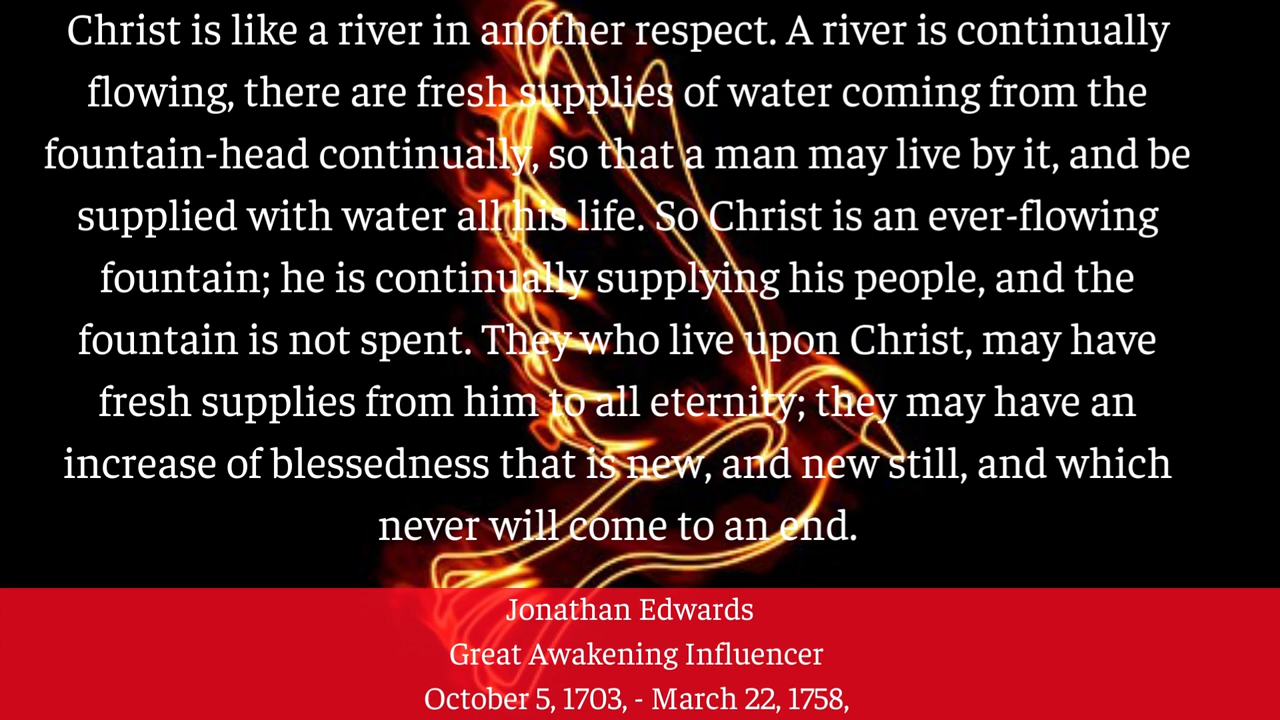 Christ is like a river in another respect. A river is continually
flowing, there are fresh supplies of water coming from the
fountain-head continually, so that a man may live by it, and be
supplied with water all his life. So Christ is an ever-flowing
fountain; he is continually supplying his people, and the
fountain is not spent. They who live upon Christ, may have
fresh supplies from him to all eternity; they may have an
increase of blessedness that is new, and new still, and which
never will come to an end.
Jonathan Edwards
Great Awakening Influencer
October 5, 1703, - March 22, 1758,